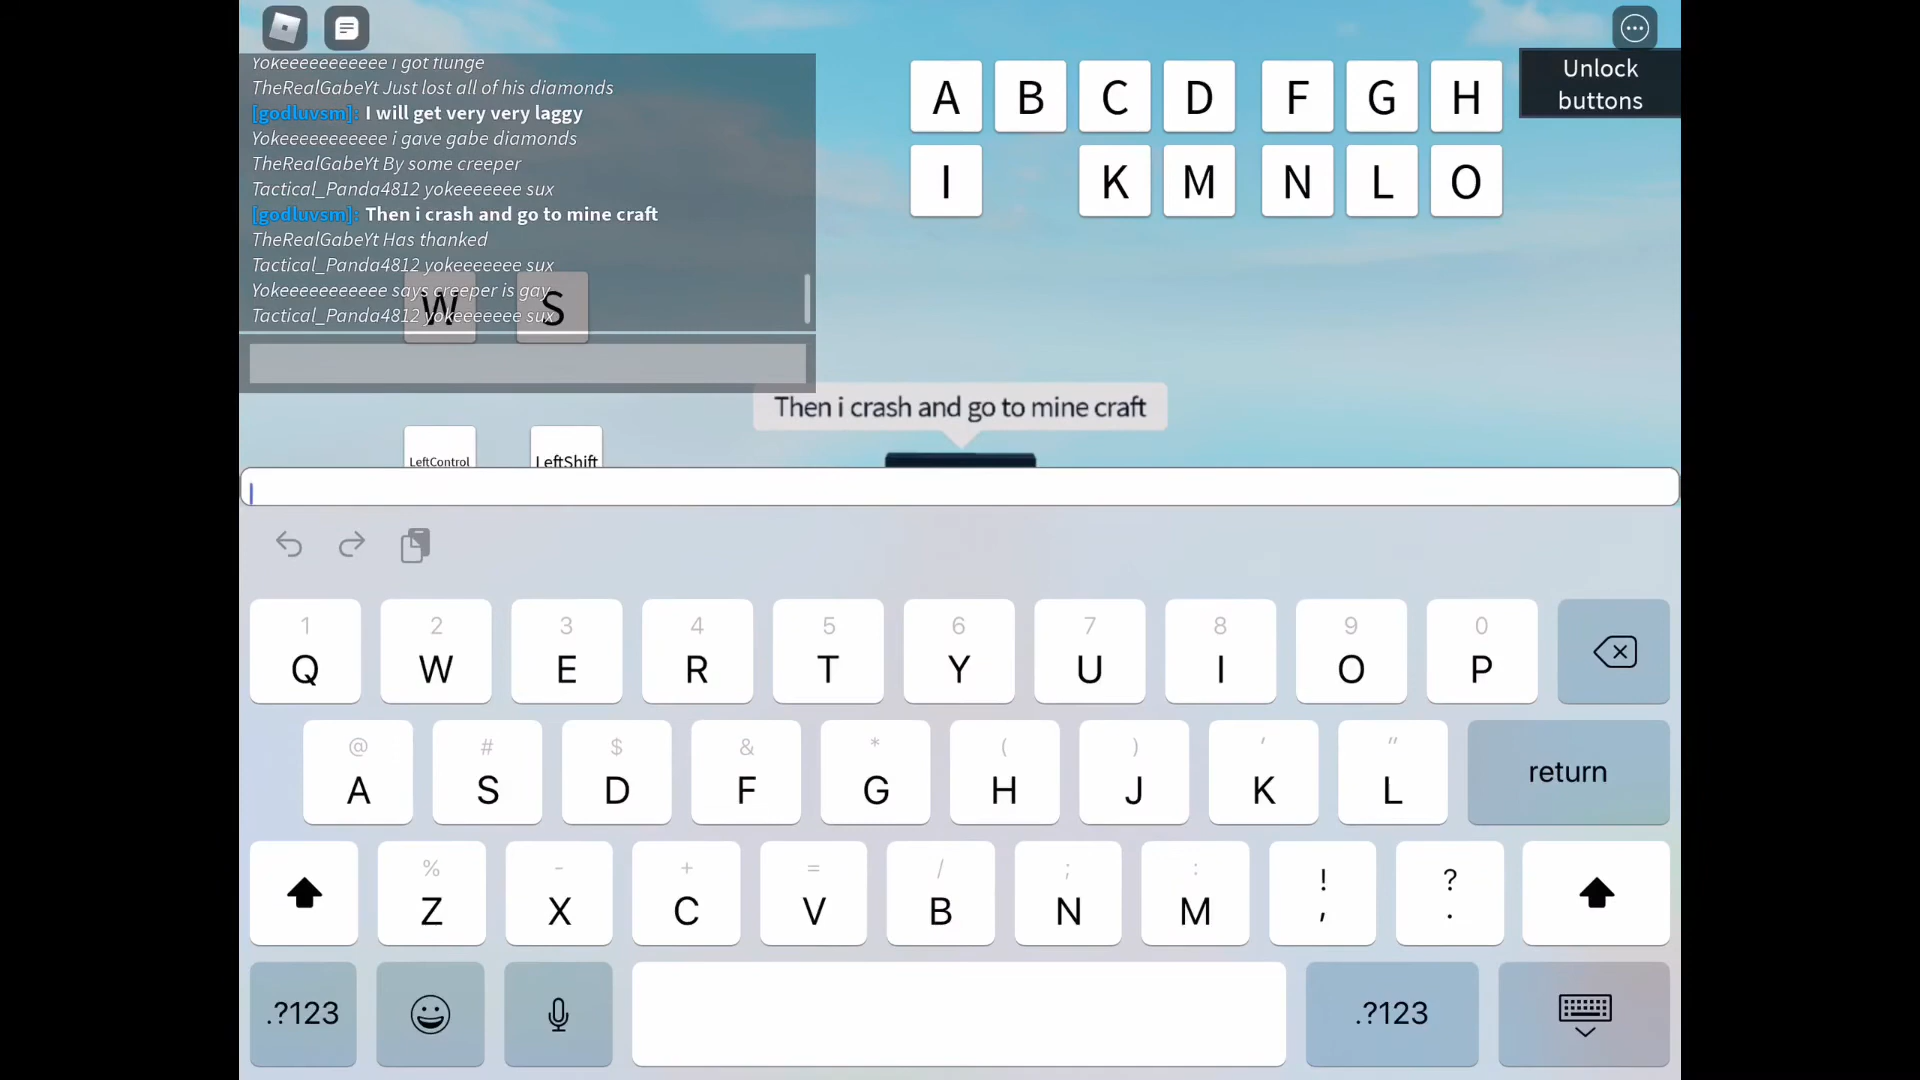 Yokeeeeeeeeeee i got flunge
TheRealGabeYt Just lost all of his diamonds
[godluvsm]: I will get very very laggy
Yokeeeeeeeeeee i gave gabe diamonds
TheRealGabeYt By some creeper
Tactical_Panda4812 yokeeeeeee sux
[godluvsm]: Then i crash and go to mine craft
TheRealGabeYt Has thanked
Tactical_Panda4812 yokeeeeeee sux
Yokeeeeeeeeeee says creeper is gay
Tactical_Panda4812 yokeeeeeee sux
A B C D F G H
I K M N L O
Unlock
buttons
W S
Then i crash and go to mine craft
LeftControl LeftShift
1 2 3 4 5 6 7 8 9 0
Q W E R T Y U I O P
@ # $ & * ( ) ' "
A S D F G H J K L return
% - + = / ; : ! ?
Z X C V B N M , .
.?123 .?123